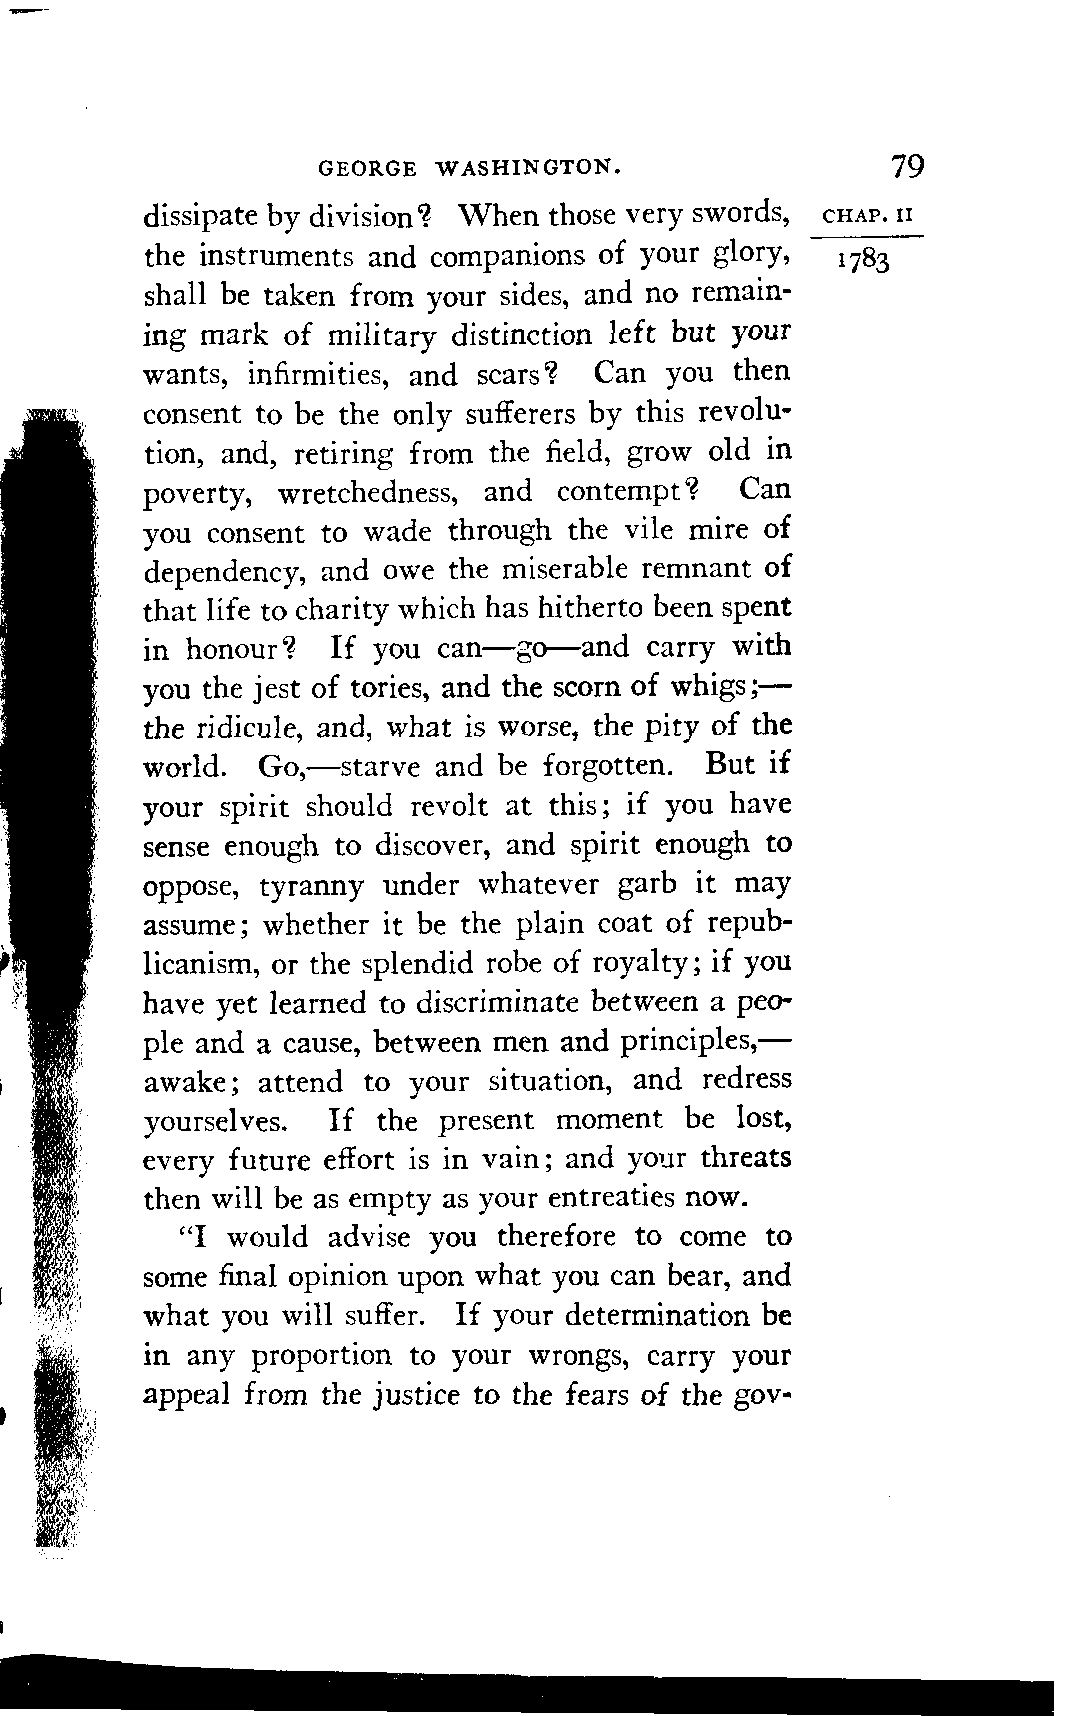 GEORGE WASHINGTON. 79
dissipate by division? When those very swords, CHAP. II
the instruments and companions of your glory, 1783
shall be taken from your sides, and no remain-
ing mark of military distinction left but your
wants, infirmities, and scars? Can you then
consent to be the only sufferers by this revolu-
tion, and, retiring from the field, grow old in
poverty, wretchedness, and contempt? Can
you consent to wade through the vile mire of
dependency, and owe the miserable remnant of
that life to charity which has hitherto been spent
in honour? If you can—go—and carry with
you the jest of tories, and the scorn of whigs;—
the ridicule, and, what is worse, the pity of the
world. Go,—starve and be forgotten. But if
your spirit should revolt at this; if you have
sense enough to discover, and spirit enough to
oppose, tyranny under whatever garb it may
assume; whether it be the plain coat of repub-
licanism, or the splendid robe of royalty; if you
have yet learned to discriminate between a peo-
ple and a cause, between men and principles,—
awake; attend to your situation, and redress
yourselves. If the present moment be lost,
every future effort is in vain; and your threats
then will be as empty as your entreaties now.
"I would advise you therefore to come to
some final opinion upon what you can bear, and
what you will suffer. If your determination be
in any proportion to your wrongs, carry your
appeal from the justice to the fears of the gov-